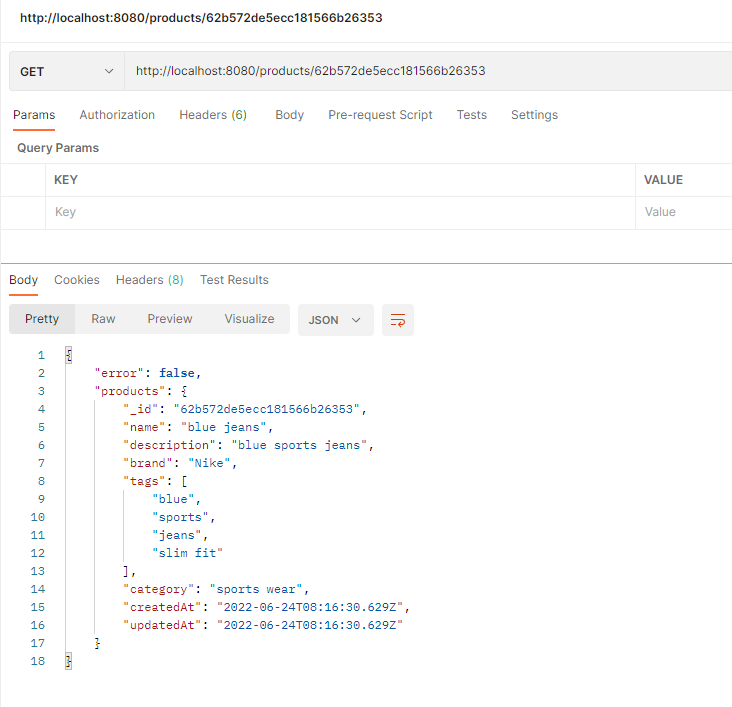 http://localhost:8080/products/62b572de5ecc181566b26353
GET http://localhost:8080/products/62b572de5ecc181566b26353
Params Authorization Headers (6) Body Pre-request Script Tests Settings
Query Params
KEY VALUE
Key Value
Body Cookies Headers (8) Test Results
Pretty Raw Preview Visualize JSON
1 {
2 "error": false,
3 "products": {
4 "_id": "62b572de5ecc181566b26353",
5 "name": "blue jeans",
6 "description": "blue sports jeans",
7 "brand": "Nike",
8 "tags": [
9 "blue",
10 "sports",
11 "jeans",
12 "slim fit"
13 ],
14 "category": "sports wear",
15 "createdAt": "2022-06-24T08:16:30.629Z",
16 "updatedAt": "2022-06-24T08:16:30.629Z"
17 }
18 }